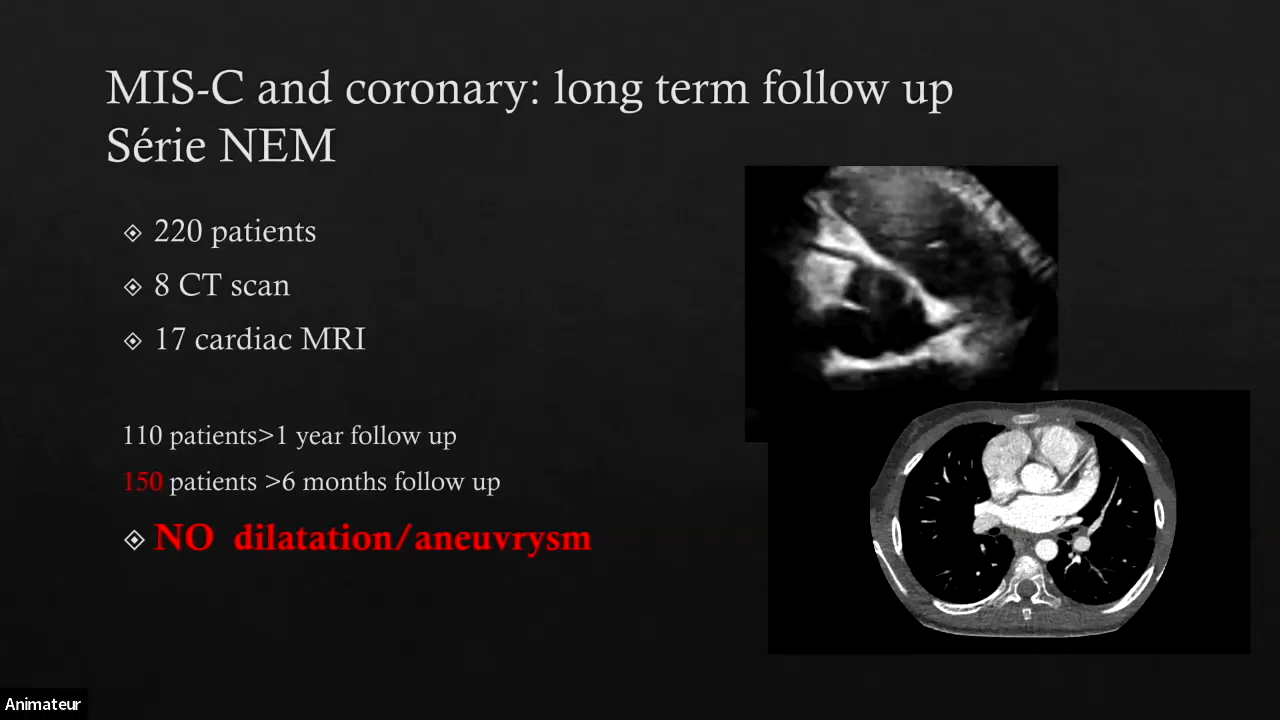 MIS-C and coronary: long term follow up
Série NEM
220 patients
8 CT scan
17 cardiac MRI
110 patients>1 year follow up
150 patients >6 months follow up
NO dilatation/aneuvrysm
Animateur